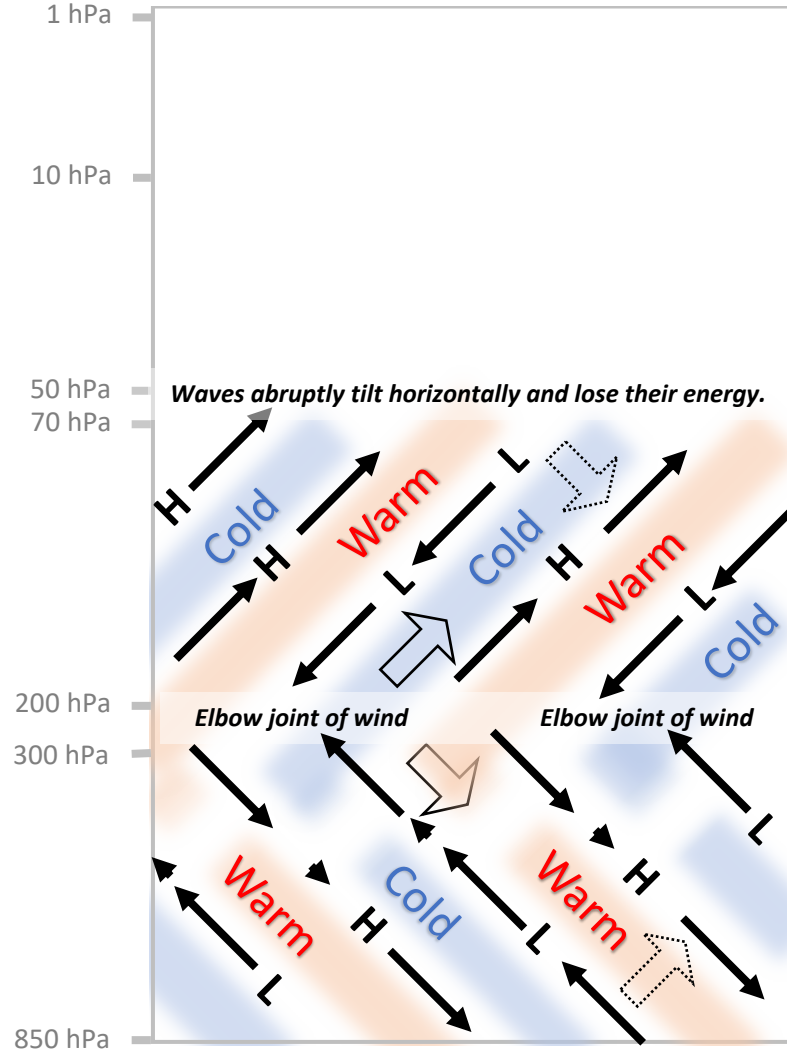 1 hPa
10 hPa
50 hPa
Waves abruptly tilt horizontally and lose their energy.
70 hPa
L
H
Cold
Warm
Cold
H
H
Warm
L
L
Cold
200 hPa
Elbow joint of wind
Elbow joint of wind
300 hPa
L
Warm
Cold
Warm
H
H
L
L
850 hPa